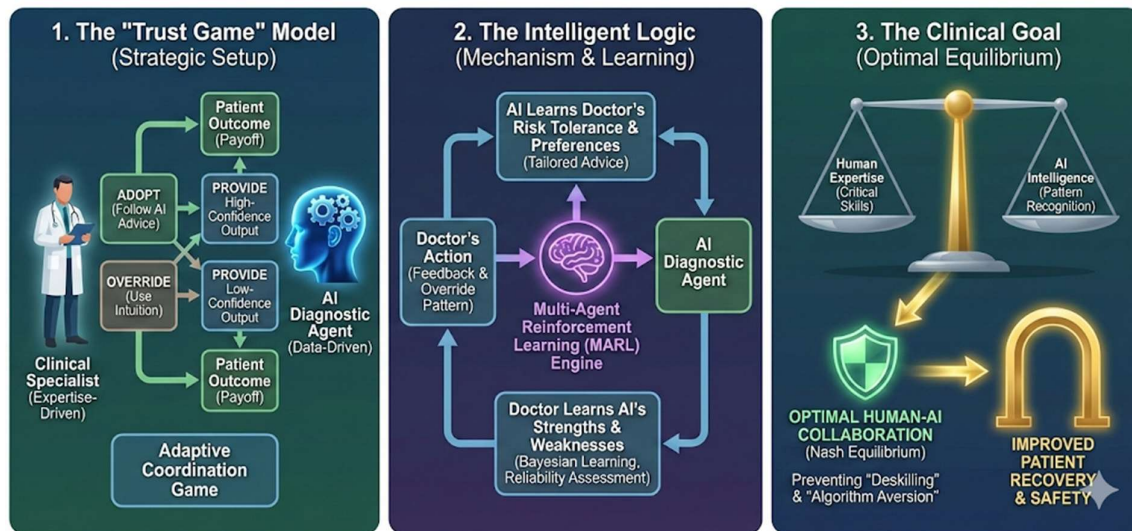 1. The "Trust Game" Model
(Strategic Setup)
Patient
Outcome
(Payoff)
ADOPT
(Follow AI
Advice)
PROVIDE
High-
Confidence
Output
OVERRIDE
(Use
Intuition)
PROVIDE
Low-
Confidence
Output
AI
Diagnostic
Agent
(Data-Driven)
Clinical
Specialist
(Expertise-
Driven)
Patient
Outcome
(Payoff)
Adaptive
Coordination
Game
2. The Intelligent Logic
(Mechanism & Learning)
AI Learns Doctor's
Risk Tolerance &
Preferences
(Tailored Advice)
Doctor's
Action
(Feedback &
Override
Pattern)
AI
Diagnostic
Agent
Multi-Agent
Reinforcement
Learning (MARL)
Engine
Doctor Learns AI's
Strengths &
Weaknesses
(Bayesian Learning,
Reliability Assessment)
3. The Clinical Goal
(Optimal Equilibrium)
Human
Expertise
(Critical
Skills)
AI
Intelligence
(Pattern
Recognition)
OPTIMAL HUMAN-AI
COLLABORATION
(Nash Equilibrium)
Preventing "Deskilling"
& "Algorithm Aversion"
IMPROVED
PATIENT
RECOVERY
& SAFETY